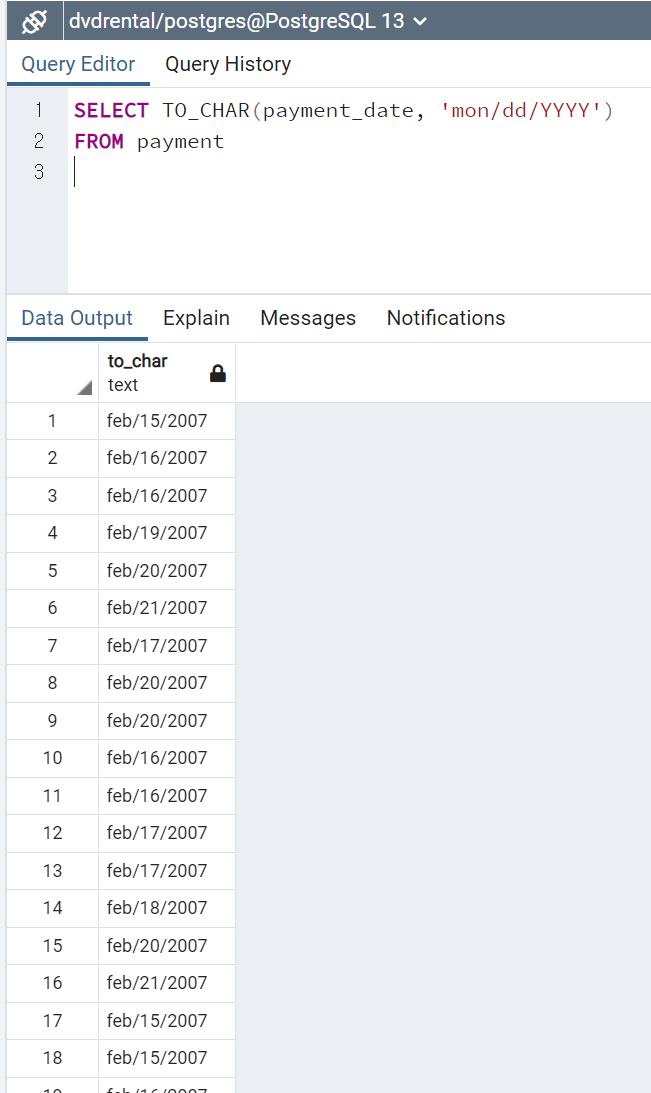 dvdrental/postgres@PostgreSQL 13
Query Editor Query History
1 SELECT TO_CHAR(payment_date, 'mon/dd/YYYY')
2 FROM payment
3
Data Output Explain Messages Notifications
to_char
text
1 feb/15/2007
2 feb/16/2007
3 feb/16/2007
4 feb/19/2007
5 feb/20/2007
6 feb/21/2007
7 feb/17/2007
8 feb/20/2007
9 feb/20/2007
10 feb/16/2007
11 feb/16/2007
12 feb/17/2007
13 feb/17/2007
14 feb/18/2007
15 feb/20/2007
16 feb/21/2007
17 feb/15/2007
18 feb/15/2007